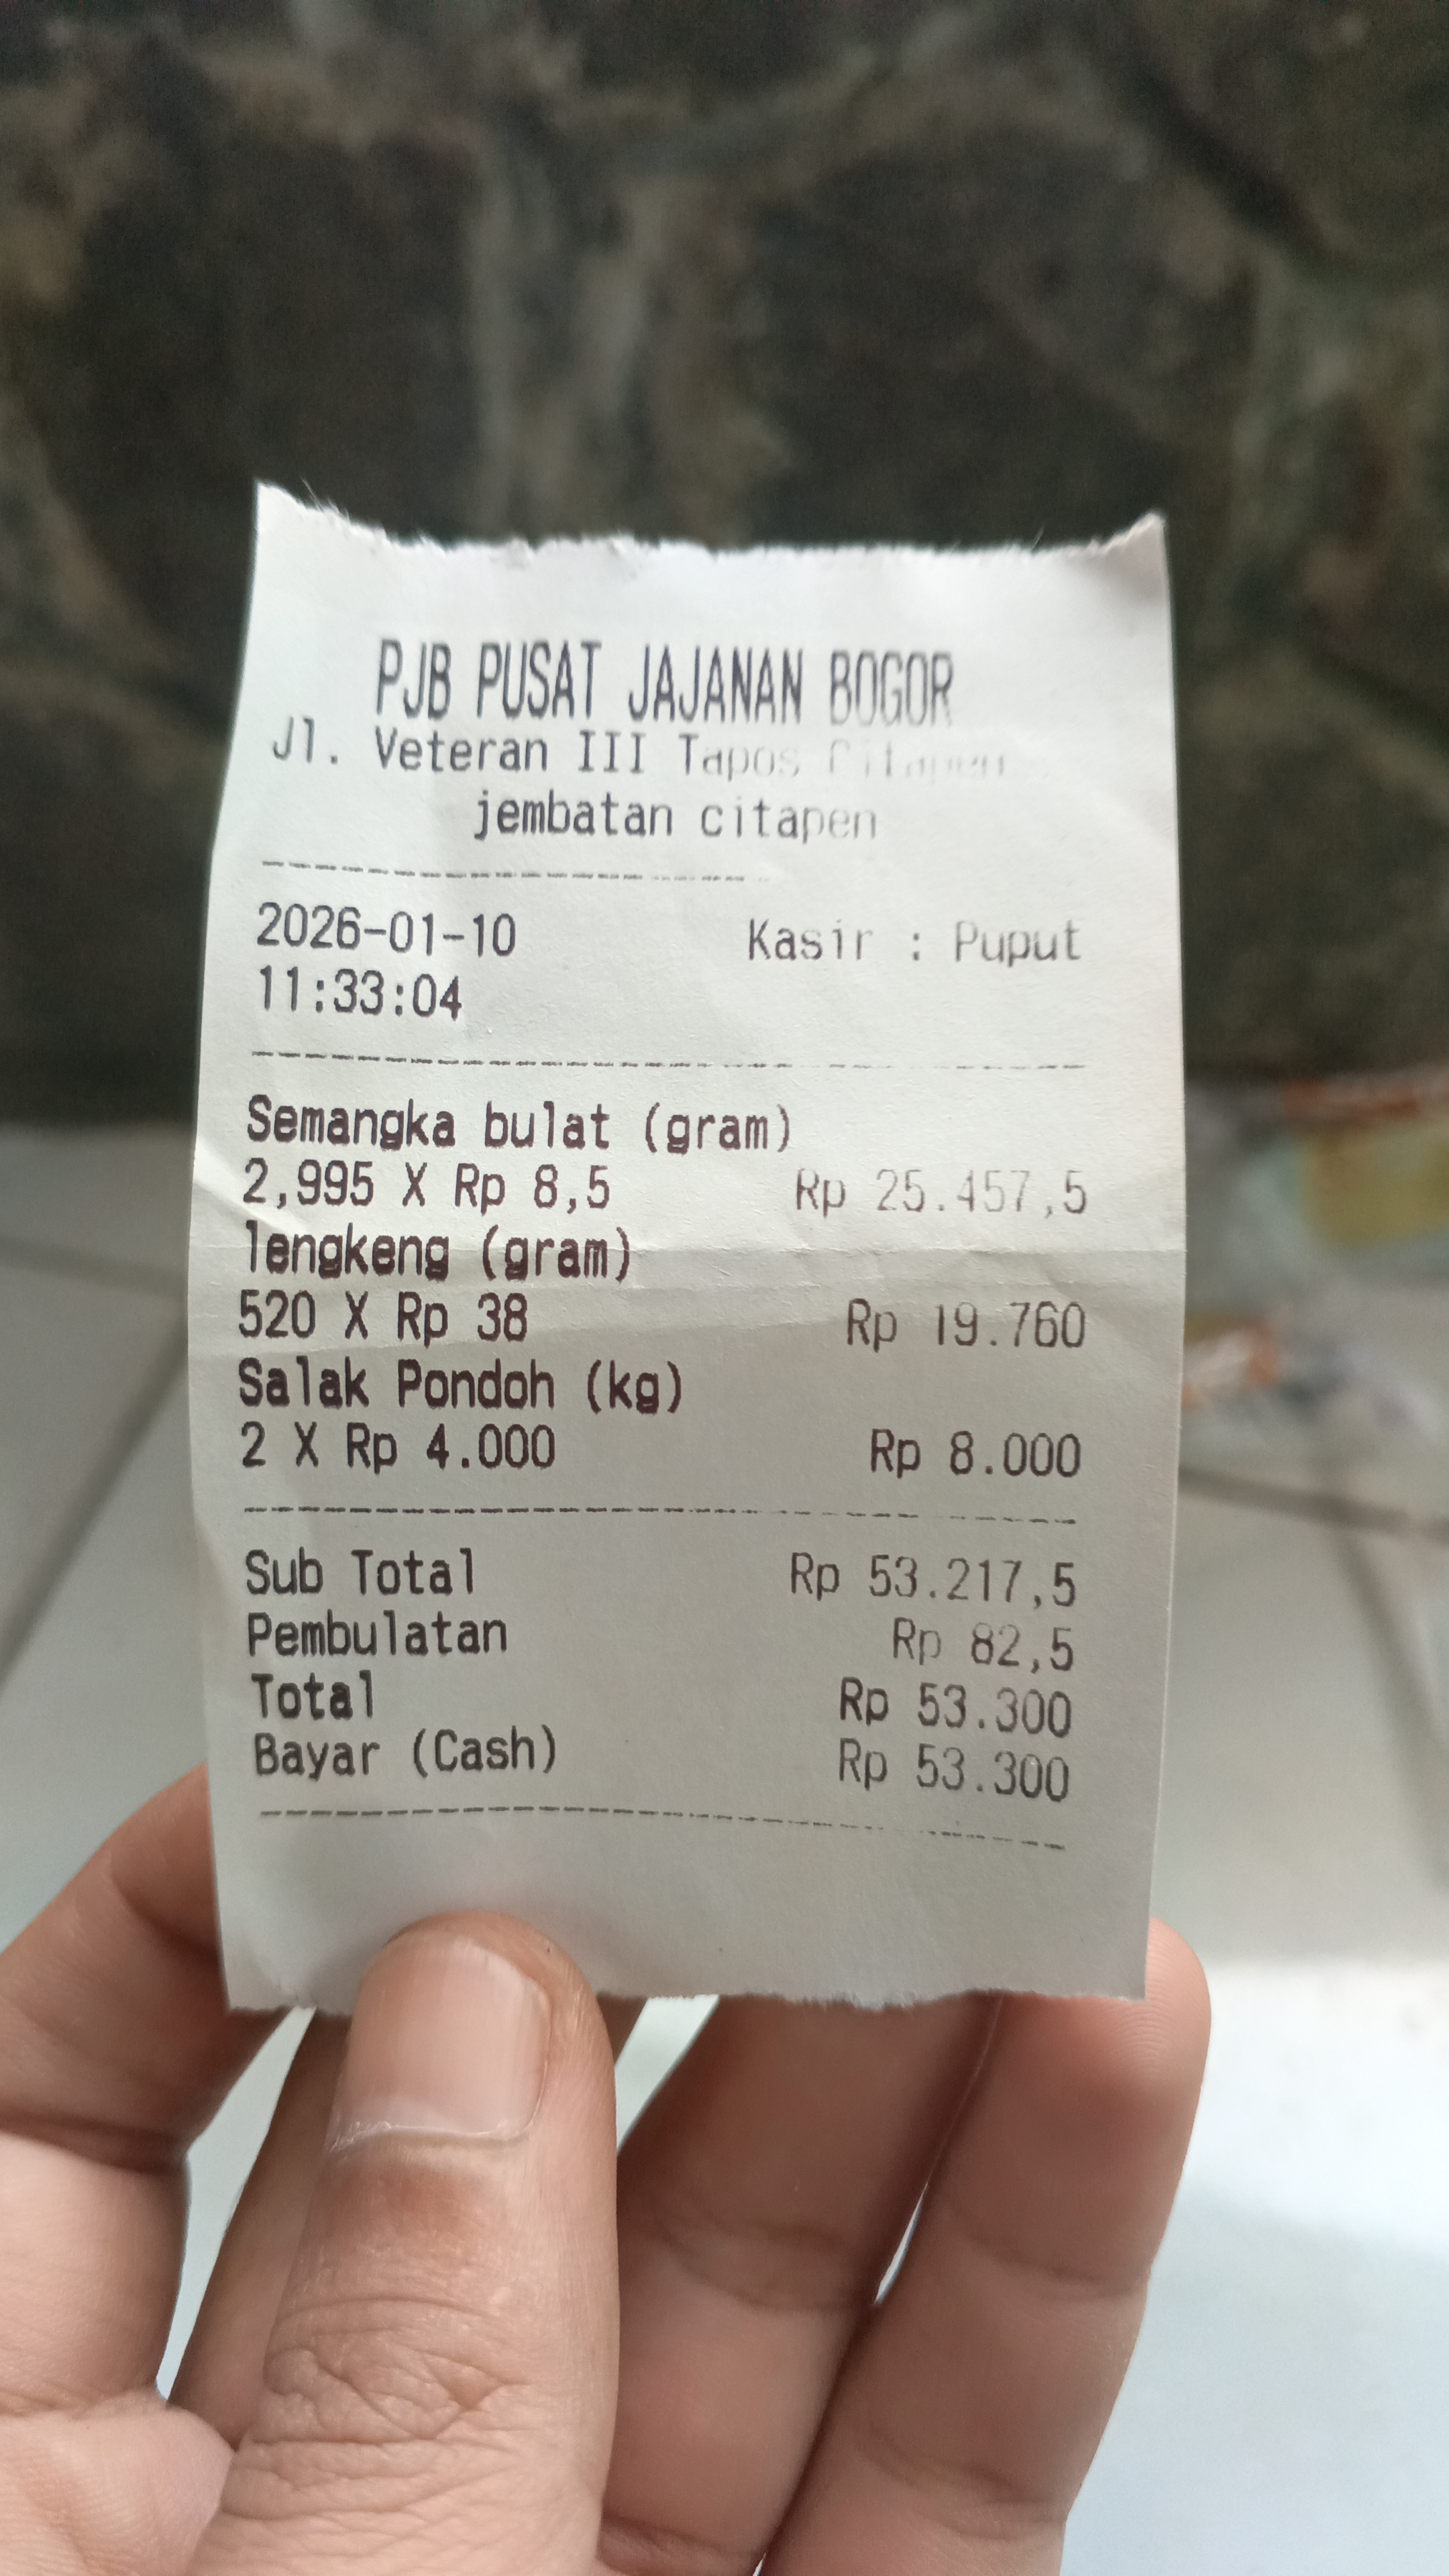 PJB PUSAT JAJANAN BOGOR
Jl. Veteran III Tapos Citapen
jembatan citapen
2026-01-10 Kasir : Puput
11:33:04
Semangka bulat (gram)
2,995 X Rp 8,5 Rp 25.457,5
lengkeng (gram)
520 X Rp 38 Rp 19.760
Salak Pondoh (kg)
2 X Rp 4.000 Rp 8.000
Sub Total Rp 53.217,5
Pembulatan Rp 82,5
Total Rp 53.300
Bayar (Cash) Rp 53.300